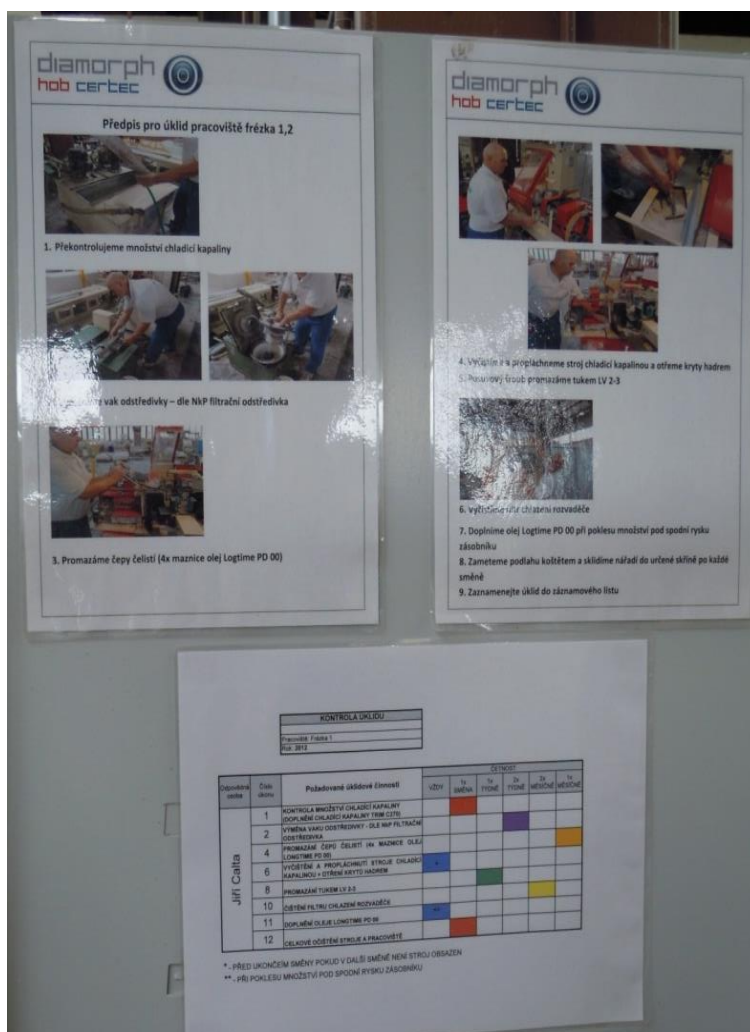 diamorph
hob certec
Předpis pro úklid pracoviště frézka 1,2
1. Překontrolujeme množství chladicí kapaliny
vak odstředivky – dle NkP filtrační odstředivka
3. Promazáme čepy čelistí (4x maznice olej Logtime PD 00)
diamorph
hob certec
4. Vyčistíme a propláchneme stroj chladicí kapalinou a otřeme kryty hadrem
5. Posuvový šroub promazáme tukem LV 2-3
6. Vyčistíme filtr chlazení rozvaděče
7. Doplníme olej Logtime PD 00 při poklesu množství pod spodní rysku
zásobníku
8. Zameteme podlahu koštětem a sklidíme nářadí do určené skříně po každé
směně
9. Zaznamenejte úklid do záznamového listu
KONTROLA ÚKLIDU
Pracoviště: Frézka 1
Rok: 2012
ČETNOST
Odpovědná osoba
Číslo úkonu
Požadované úklidové činnosti
VŽDY
1x SMĚNA
1x TÝDNĚ
2x TÝDNĚ
2x MĚSÍČNĚ
1x MĚSÍČNĚ
Jiří Calta
1 KONTROLA MNOŽSTVÍ CHLADÍCÍ KAPALINY
(DOPLNĚNÍ CHLADÍCÍ KAPALINY TRIM C270)
2 VÝMĚNA VAKU ODSTŘEDIVKY - DLE NKP FILTRAČNÍ
ODSTŘEDIVKA
4 PROMAZÁNÍ ČEPŮ ČELISTÍ (4x MAZNICE OLEJ
LONGTIME PD 00)
6 VYČIŠTĚNÍ A PROPLÁCHNUTÍ STROJE CHLADÍCÍ
KAPALINOU + OTŘENÍ KRYTŮ HADREM
*
8 PROMAZÁNÍ TUKEM LV 2-3
10 ČIŠTĚNÍ FILTRU CHLAZENÍ ROZVADĚČE
11 DOPLNĚNÍ OLEJE LONGTIME PD 00
**
12 CELKOVÉ OČIŠTĚNÍ STROJE A PRACOVIŠTĚ
* - PŘED UKONČEÍM SMĚNY POKUD V DALŠÍ SMĚNĚ NENÍ STROJ OBSAZEN
** - PŘI POKLESU MNOŽSTVÍ POD SPODNÍ RYSKU ZÁSOBNÍKU